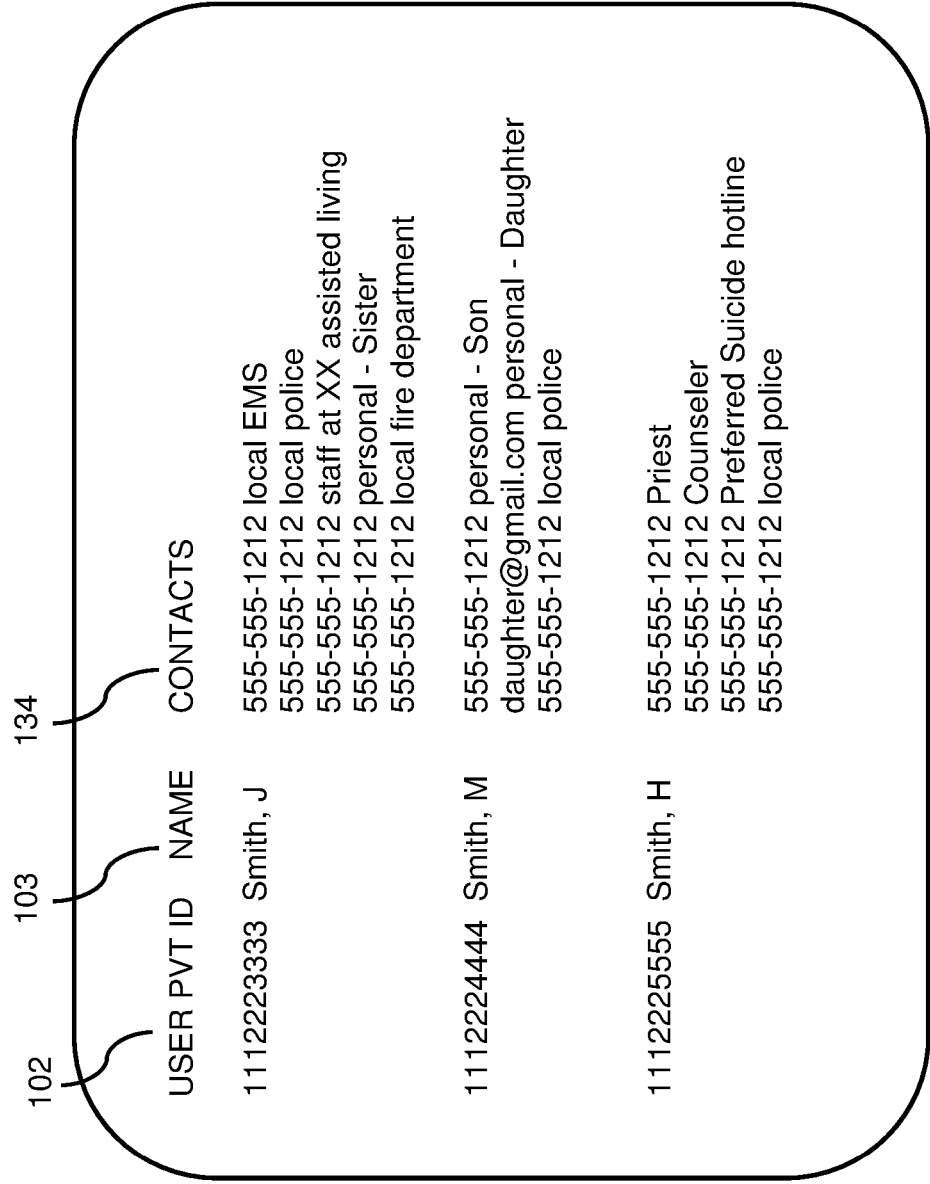 102 103 134
USER PVT ID NAME CONTACTS
1112223333 Smith, J 555-555-1212 local EMS
555-555-1212 local police
555-555-1212 staff at XX assisted living
555-555-1212 personal - Sister
555-555-1212 local fire department
1112224444 Smith, M 555-555-1212 personal - Son
daughter@gmail.com personal - Daughter
555-555-1212 local police
1112225555 Smith, H 555-555-1212 Priest
555-555-1212 Counseler
555-555-1212 Preferred Suicide hotline
555-555-1212 local police